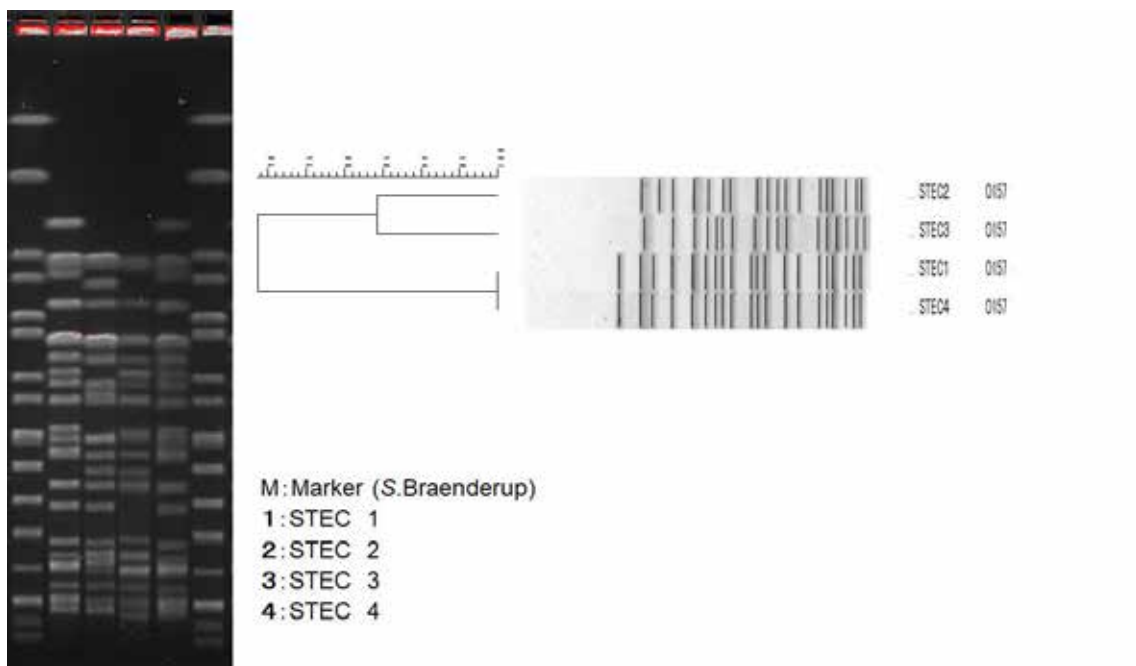 STEC2 O157
STEC3 O157
STEC1 O157
STEC4 O157
M:Marker (S.Braenderup)
1:STEC 1
2:STEC 2
3:STEC 3
4:STEC 4